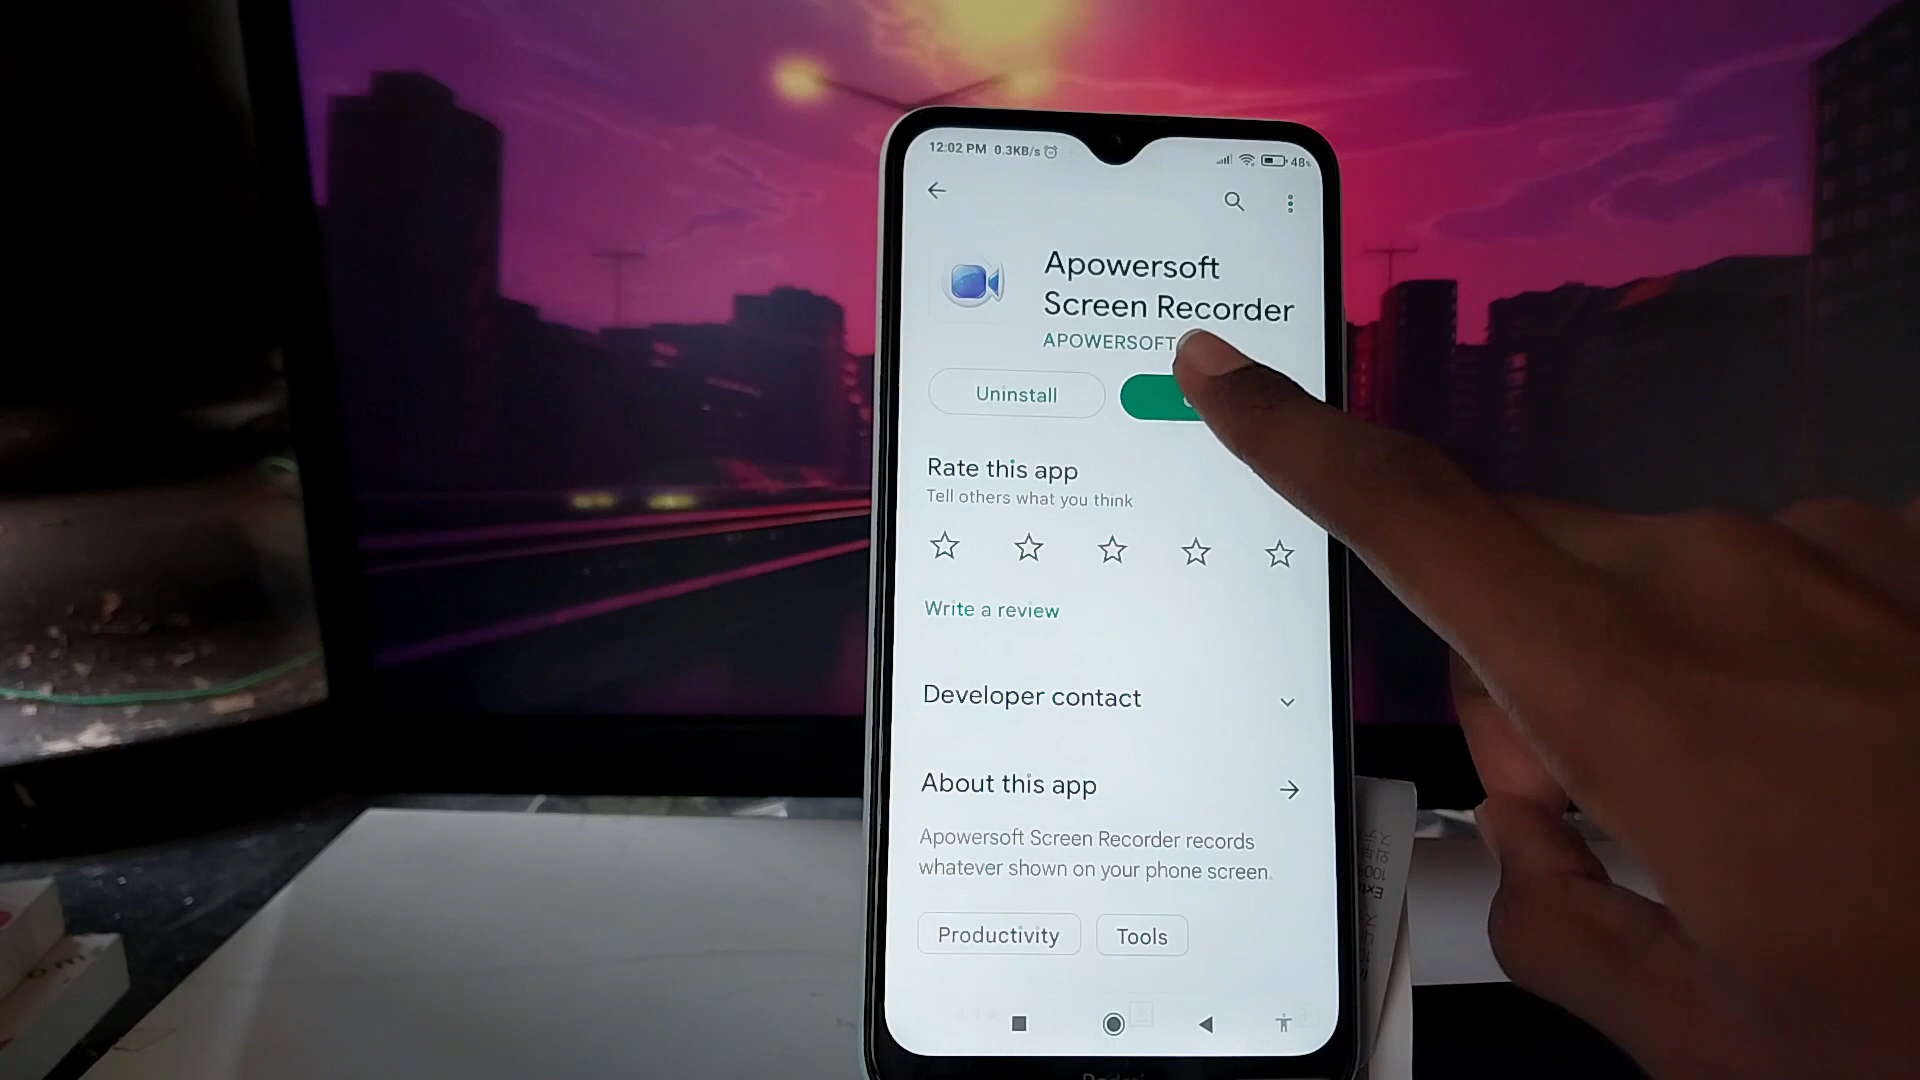 12:02 PM 0.3KB/s
48%
Apowersoft
Screen Recorder
APOWERSOFT
Uninstall
Rate this app
Tell others what you think
Write a review
Developer contact
About this app
Apowersoft Screen Recorder records
whatever shown on your phone screen.
Productivity
Tools